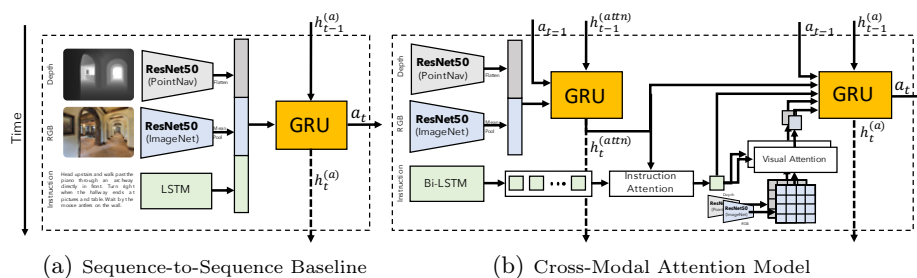 Time
Depth
RGB
Instruction
ResNet50
(PointNav)
Flatten
ResNet50
(ImageNet)
Mean
Pool
Head upstairs and walk past the
piano through an archway
directly in front. Turn right
when the hallway ends at
pictures and table. Wait by the
moose antlers on the wall.
LSTM
h_{t-1}^{(a)}
GRU
a_t
h_t^{(a)}
(a) Sequence-to-Sequence Baseline
Depth
RGB
Instruction
ResNet50
(PointNav)
Flatten
ResNet50
(ImageNet)
Mean
Pool
Bi-LSTM
a_{t-1}
h_{t-1}^{(attn)}
GRU
h_t^{(attn)}
Instruction
Attention
a_{t-1}
h_{t-1}^{(a)}
GRU
a_t
h_t^{(a)}
Visual Attention
Depth
ResNet50
(ImageNet)
RGB
(b) Cross-Modal Attention Model